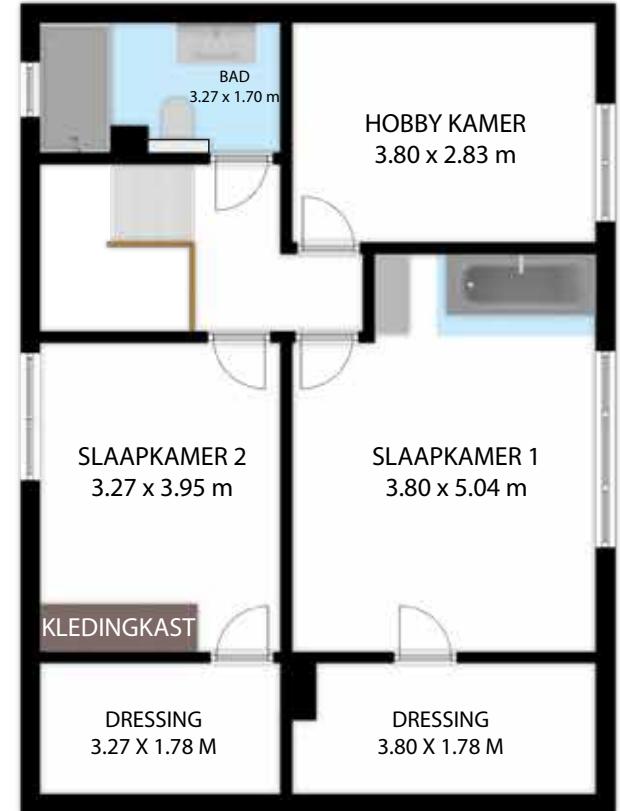 BAD
3.27 x 1.70 m
HOBBY KAMER
3.80 x 2.83 m
SLAAPKAMER 2
3.27 x 3.95 m
SLAAPKAMER 1
3.80 x 5.04 m
KLEDINGKAST
DRESSING
3.27 X 1.78 M
DRESSING
3.80 X 1.78 M